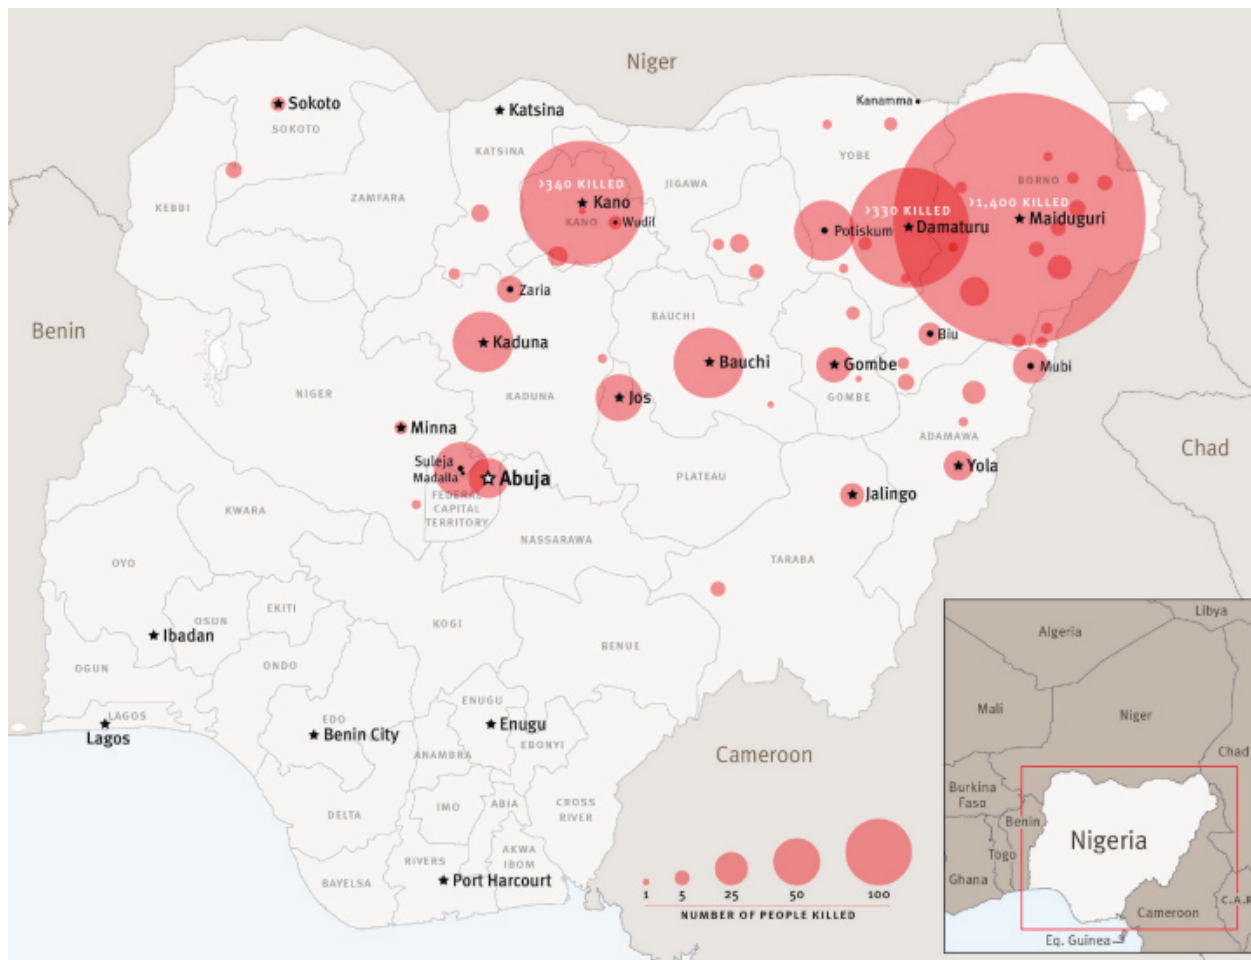 Niger
Kanamma
Sokoto
SOKOTO
Katsina
KATSINA
YOBE
>340 KILLED
JIGAWA
BORNO
ZAMFARA
KEBBI
Kano
KANO
Wudil
>330 KILLED
>1,400 KILLED
Potiskum
Damaturu
Maiduguri
Zaria
BAUCHI
Benin
Kaduna
Biu
Bauchi
Gombe
Mubi
NIGER
KADUNA
Jos
GOMBE
Minna
ADAMAWA
Chad
Suleja
Madalla
Abuja
PLATEAU
Yola
Jalingo
FEDERAL
CAPITAL
TERRITORY
KWARA
NASSARAWA
TARABA
OYO
EKITI
OSUN
KOGI
Ibadan
BENUE
OGUN
ONDO
ENUGU
LAGOS
Lagos
EDO
Benin City
Enugu
EBONYI
ANAMBRA
Cameroon
DELTA
IMO
ABIA
CROSS
RIVER
RIVERS
AKWA
IBOM
BAYELSA
Port Harcourt
1 5 25 50 100
NUMBER OF PEOPLE KILLED
Libya
Algeria
Mali
Niger
Chad
Burkina
Faso
Benin
Nigeria
Togo
Ghana
C.A.R
Cameroon
Eq. Guinea